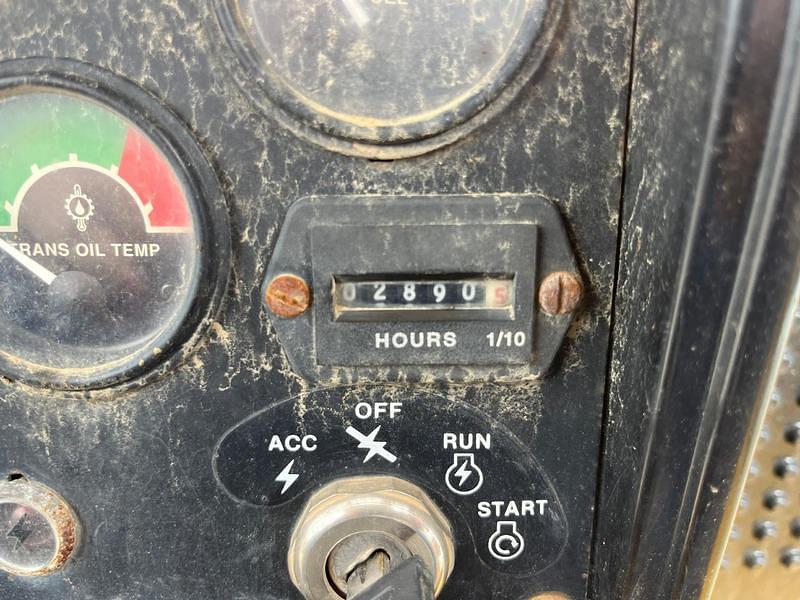 TRANS OIL TEMP
028905
HOURS 1/10
OFF
ACC
RUN
START